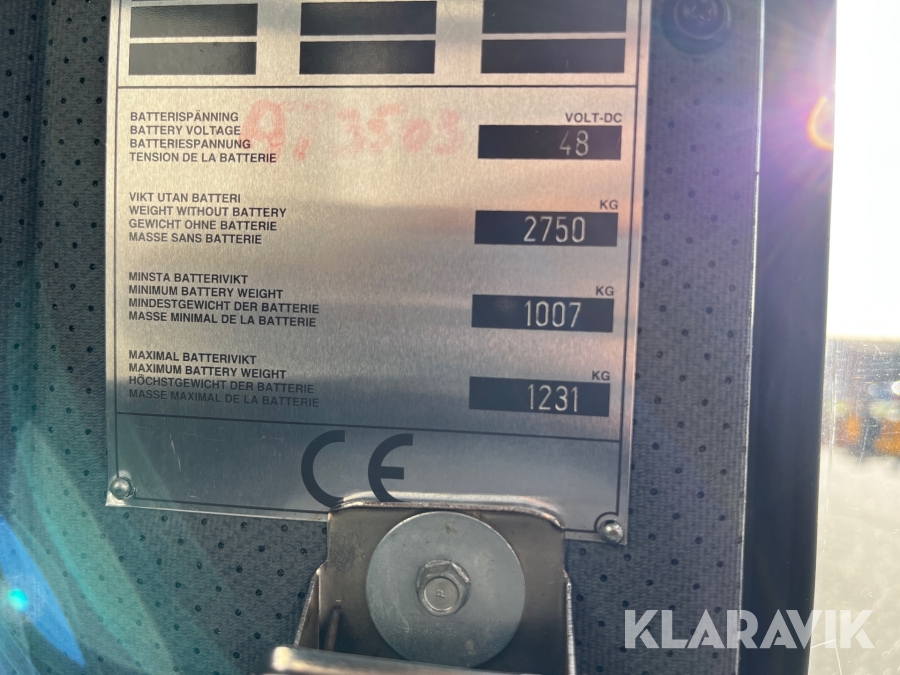 BATTERISPÄNNING
BATTERY VOLTAGE
BATTERIESPANNUNG
TENSION DE LA BATTERIE
VOLT-DC
48
VIKT UTAN BATTERI
WEIGHT WITHOUT BATTERY
GEWICHT OHNE BATTERIE
MASSE SANS BATTERIE
KG
2750
MINSTA BATTERIVIKT
MINIMUM BATTERY WEIGHT
MINDESTGEWICHT DER BATTERIE
MASSE MINIMAL DE LA BATTERIE
KG
1007
MAXIMAL BATTERIVIKT
MAXIMUM BATTERY WEIGHT
HÖCHSTGEWICHT DER BATTERIE
MASSE MAXIMAL DE LA BATTERIE
KG
1231
CE
KLARAVIK